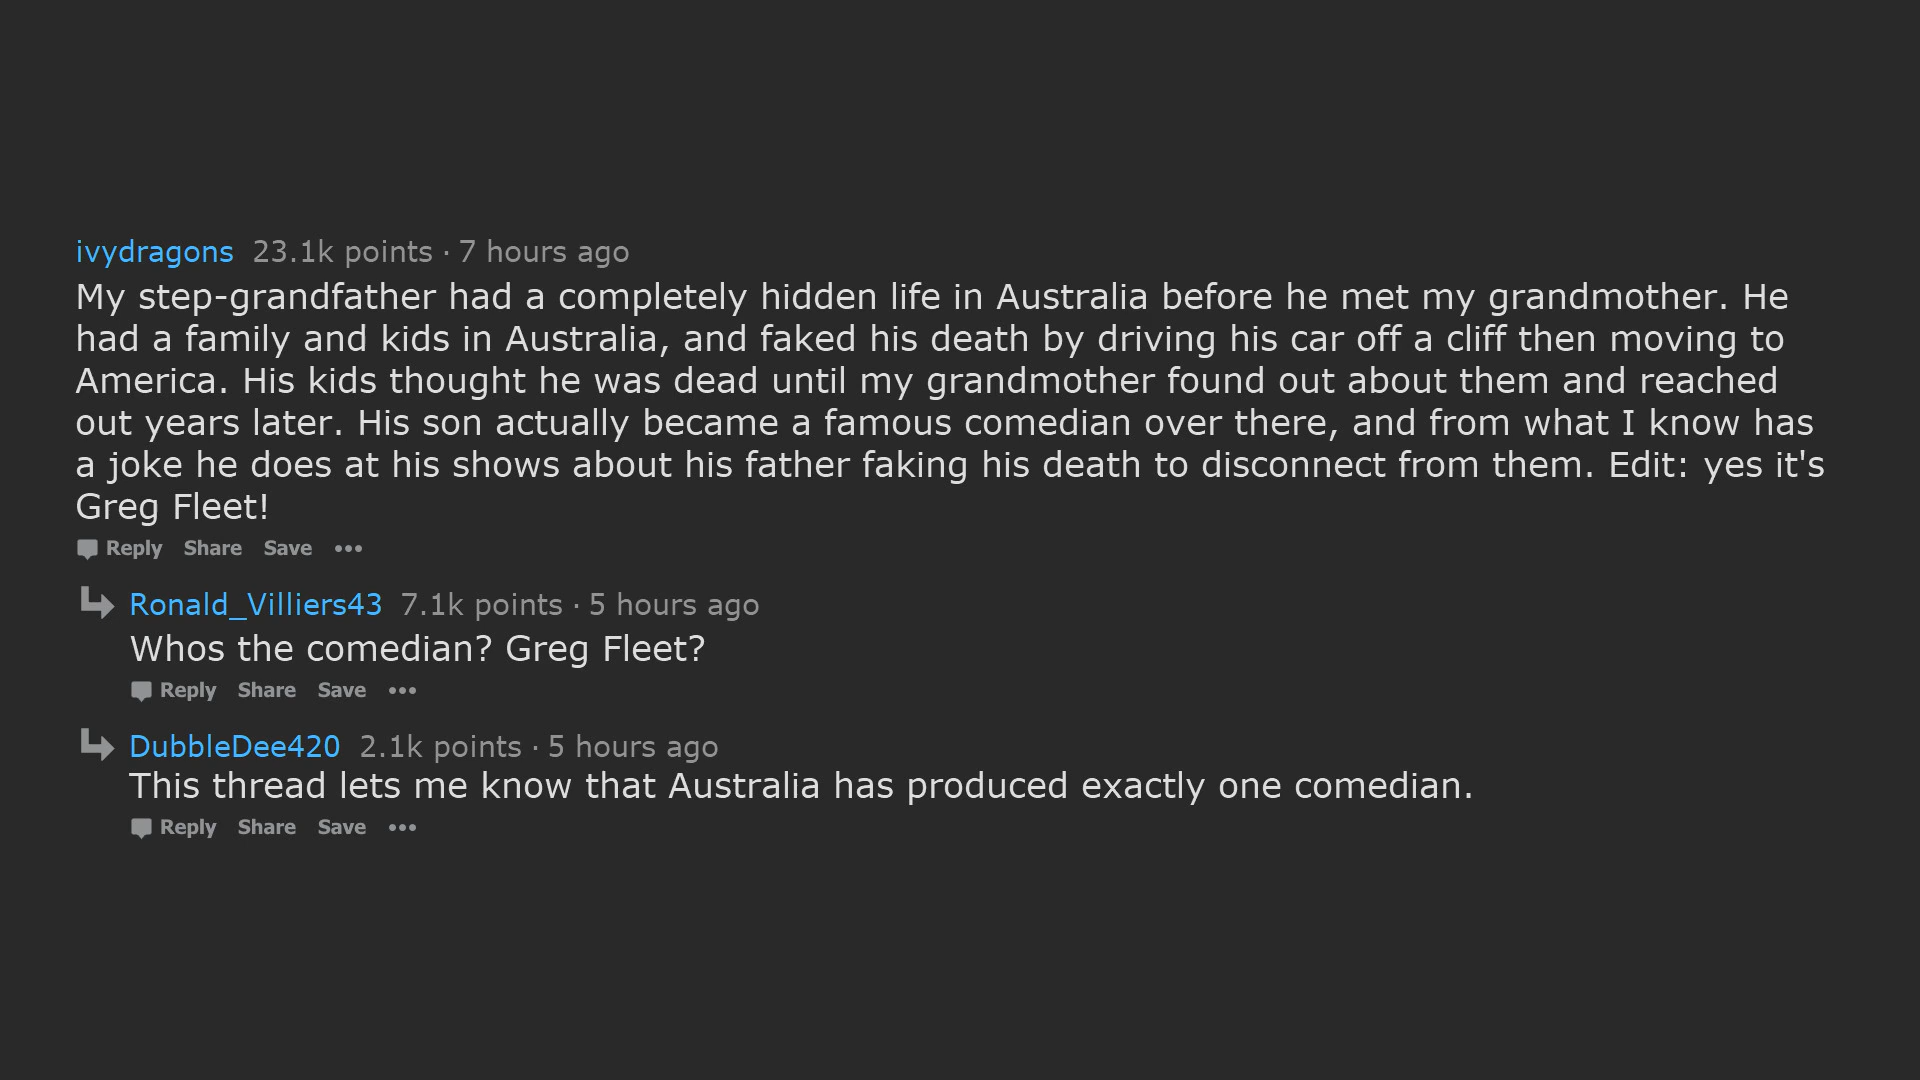 ivydragons 23.1k points · 7 hours ago
My step-grandfather had a completely hidden life in Australia before he met my grandmother. He
had a family and kids in Australia, and faked his death by driving his car off a cliff then moving to
America. His kids thought he was dead until my grandmother found out about them and reached
out years later. His son actually became a famous comedian over there, and from what I know has
a joke he does at his shows about his father faking his death to disconnect from them. Edit: yes it's
Greg Fleet!
Reply Share Save •••
Ronald_Villiers43 7.1k points · 5 hours ago
Whos the comedian? Greg Fleet?
Reply Share Save •••
DubbleDee420 2.1k points · 5 hours ago
This thread lets me know that Australia has produced exactly one comedian.
Reply Share Save •••